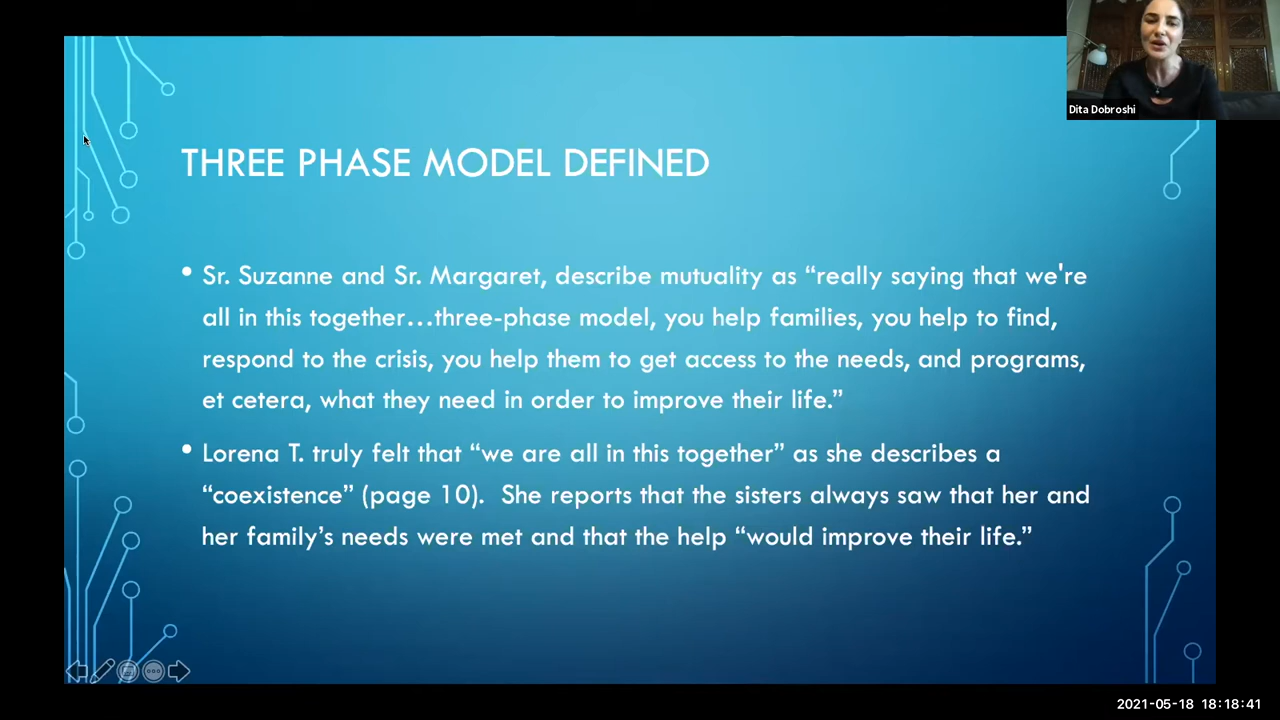 Dita Dobroshi
THREE PHASE MODEL DEFINED
• Sr. Suzanne and Sr. Margaret, describe mutuality as “really saying that we're
all in this together…three-phase model, you help families, you help to find,
respond to the crisis, you help them to get access to the needs, and programs,
et cetera, what they need in order to improve their life.”
• Lorena T. truly felt that “we are all in this together” as she describes a
“coexistence” (page 10).  She reports that the sisters always saw that her and
her family’s needs were met and that the help “would improve their life.”
2021-05-18 18:18:41